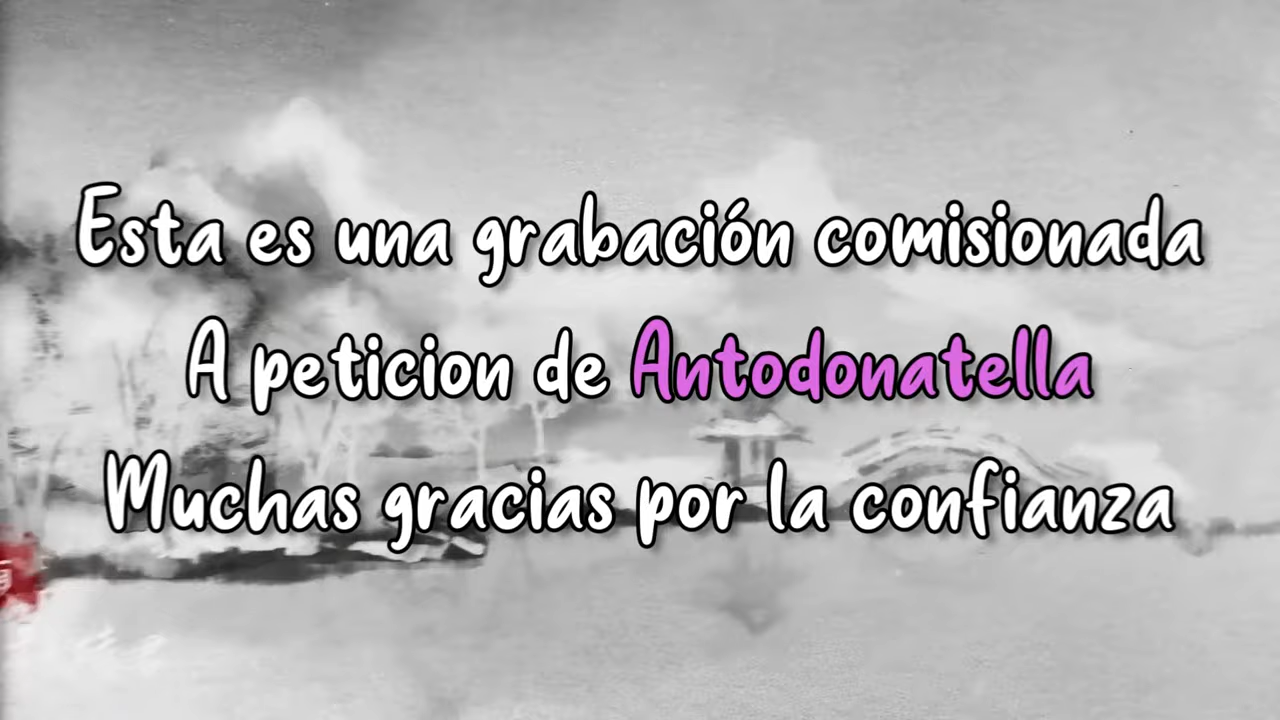 Esta es una grabación comisionada
A peticion de Antodonatella
Muchas gracias por la confianza